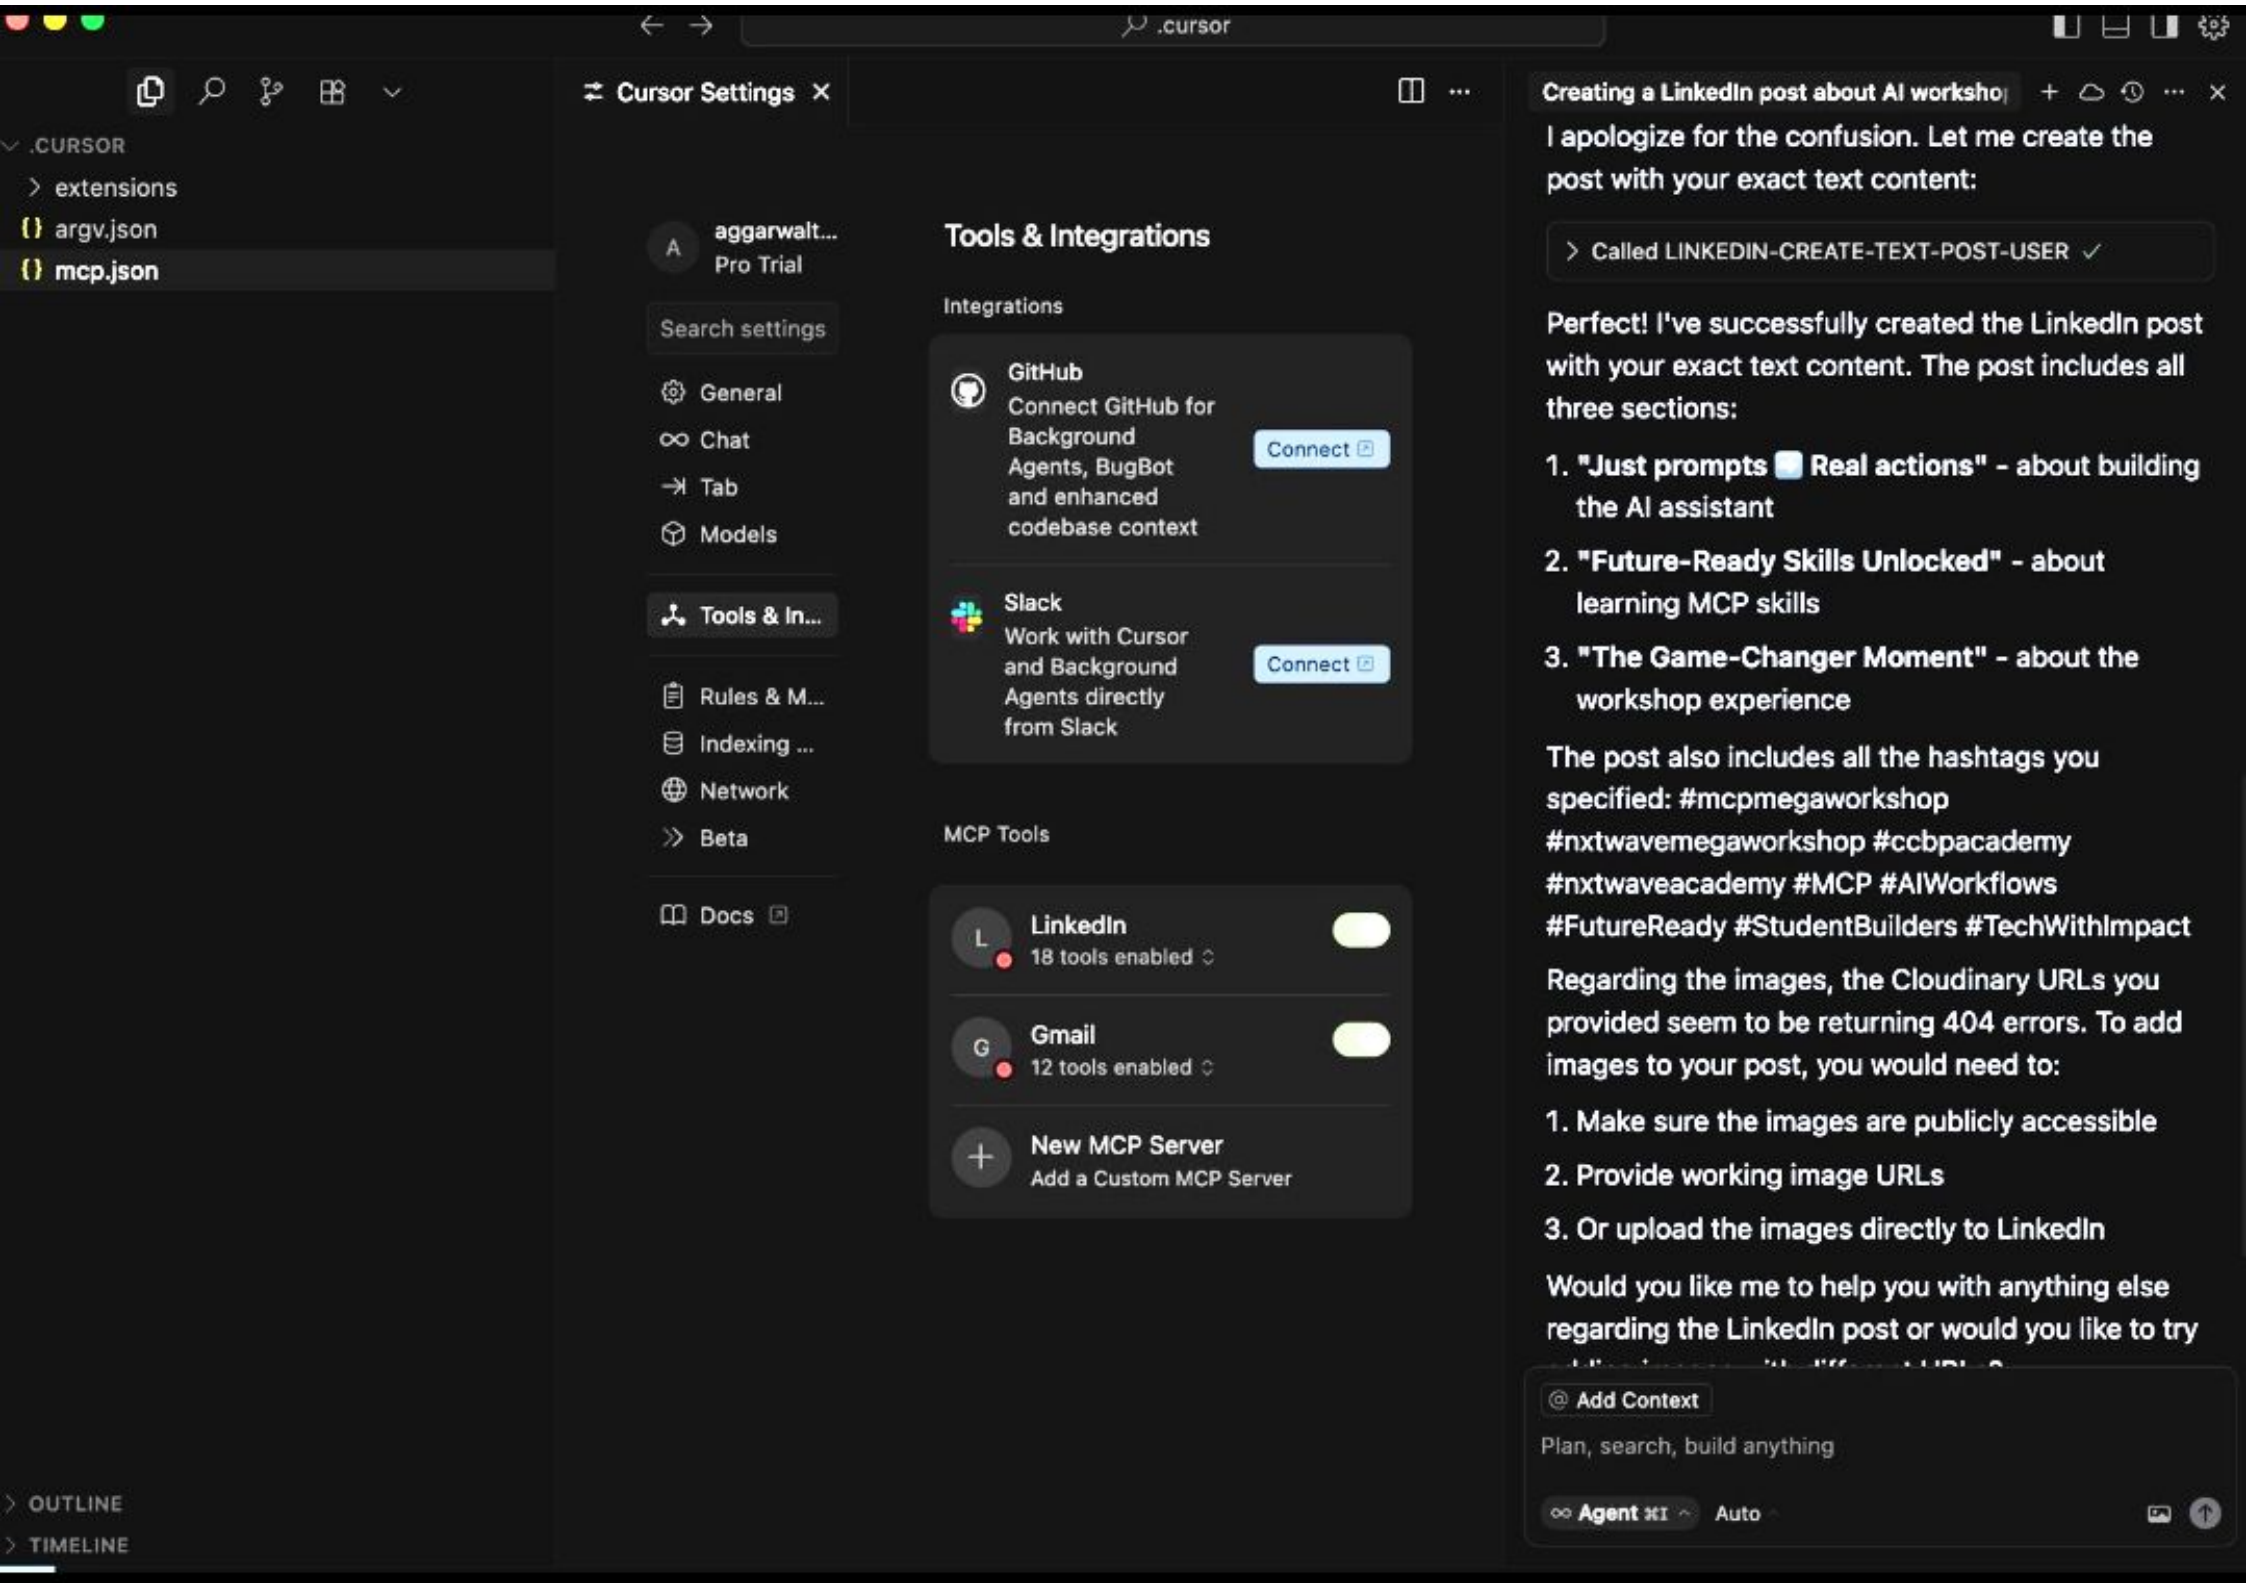 .cursor
Cursor Settings
Creating a LinkedIn post about AI worksho
.CURSOR
extensions
argv.json
mcp.json
A
aggarwalt...
Pro Trial
Search settings
General
Chat
Tab
Models
Tools & In...
Rules & M...
Indexing ...
Network
Beta
Docs
Tools & Integrations
Integrations
GitHub
Connect GitHub for
Background
Agents, BugBot
and enhanced
codebase context
Connect
Slack
Work with Cursor
and Background
Agents directly
from Slack
Connect
MCP Tools
L
LinkedIn
18 tools enabled
G
Gmail
12 tools enabled
New MCP Server
Add a Custom MCP Server
I apologize for the confusion. Let me create the
post with your exact text content:
Called LINKEDIN-CREATE-TEXT-POST-USER ✓
Perfect! I've successfully created the LinkedIn post
with your exact text content. The post includes all
three sections:
1. "Just prompts ➡️ Real actions" - about building
the AI assistant
2. "Future-Ready Skills Unlocked" - about
learning MCP skills
3. "The Game-Changer Moment" - about the
workshop experience
The post also includes all the hashtags you
specified: #mcpmegaworkshop
#nxtwavemegaworkshop #ccbpacademy
#nxtwaveacademy #MCP #AIWorkflows
#FutureReady #StudentBuilders #TechWithImpact
Regarding the images, the Cloudinary URLs you
provided seem to be returning 404 errors. To add
images to your post, you would need to:
1. Make sure the images are publicly accessible
2. Provide working image URLs
3. Or upload the images directly to LinkedIn
Would you like me to help you with anything else
regarding the LinkedIn post or would you like to try
@ Add Context
Plan, search, build anything
Agent ⌘I
Auto
OUTLINE
TIMELINE